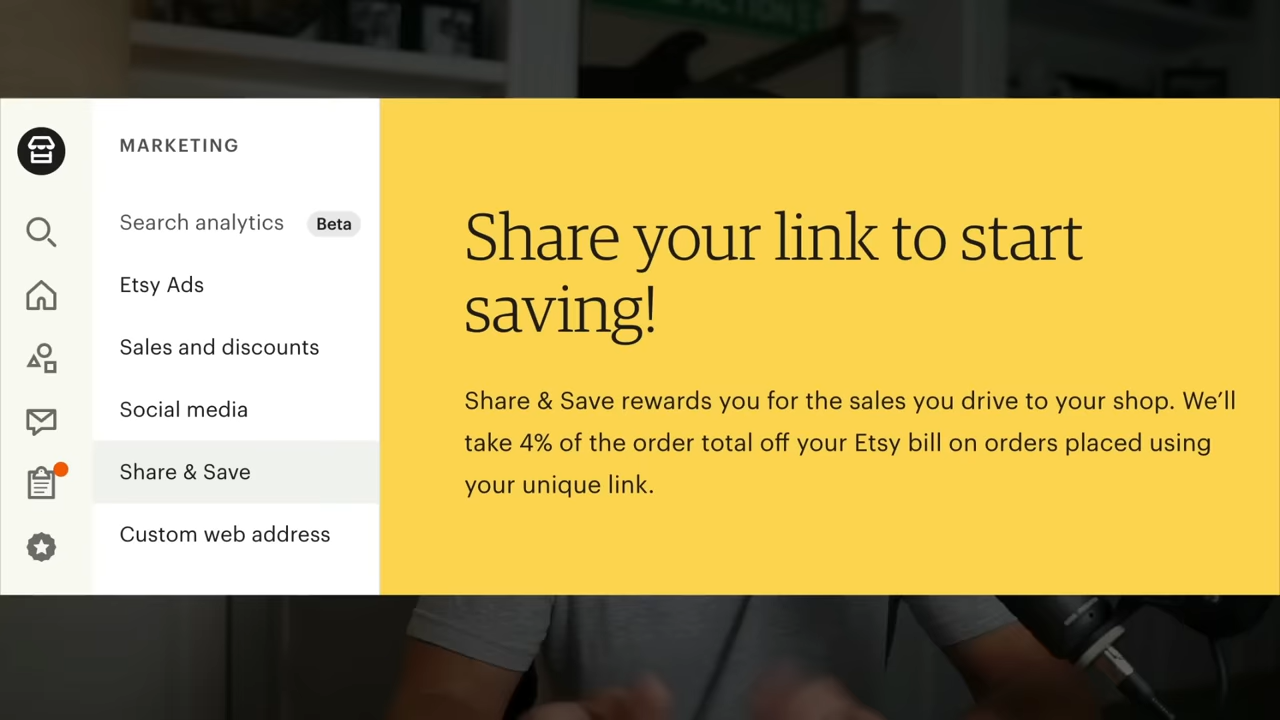 MARKETING
Search analytics Beta
Etsy Ads
Sales and discounts
Social media
Share & Save
Custom web address
Share your link to start
saving!
Share & Save rewards you for the sales you drive to your shop. We’ll
take 4% of the order total off your Etsy bill on orders placed using
your unique link.